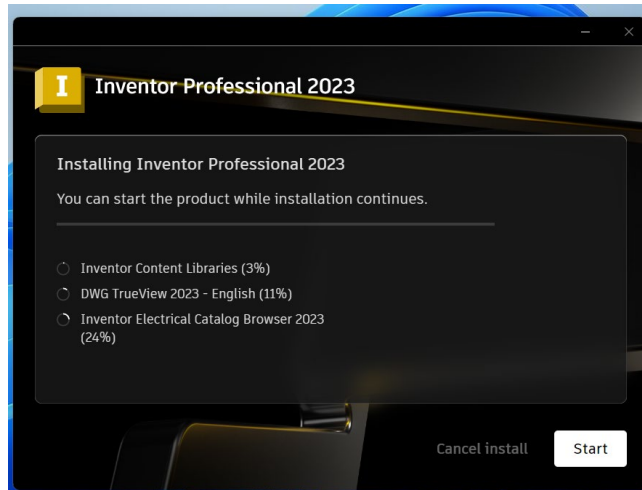 I
Inventor Professional 2023
Installing Inventor Professional 2023
You can start the product while installation continues.
Inventor Content Libraries (3%)
DWG TrueView 2023 - English (11%)
Inventor Electrical Catalog Browser 2023
(24%)
Cancel install
Start